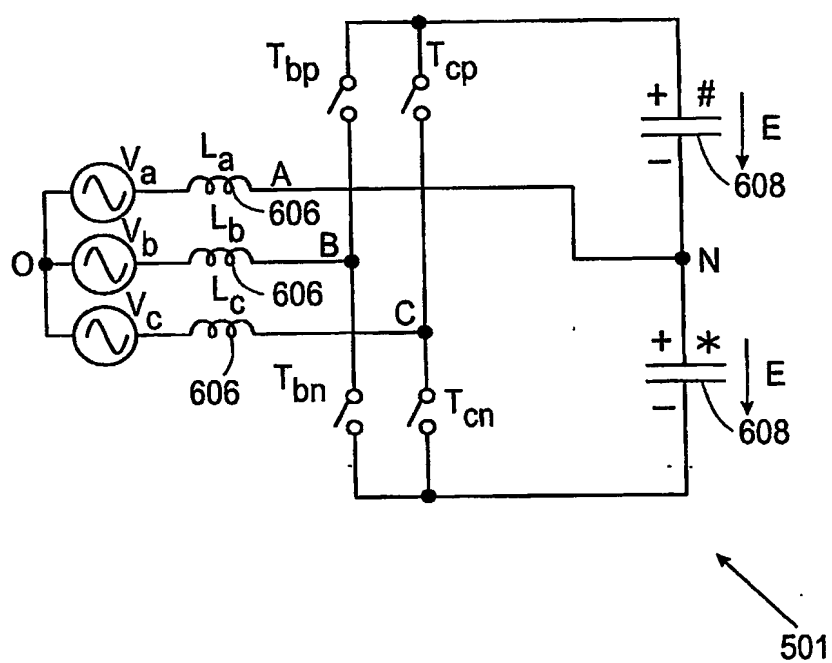 Tbp
Tcp
+ #
E
−
608
Va
La
A
606
Vb
Lb
B
O
606
N
Vc
Lc
C
606
+ *
E
−
608
Tbn
Tcn
501